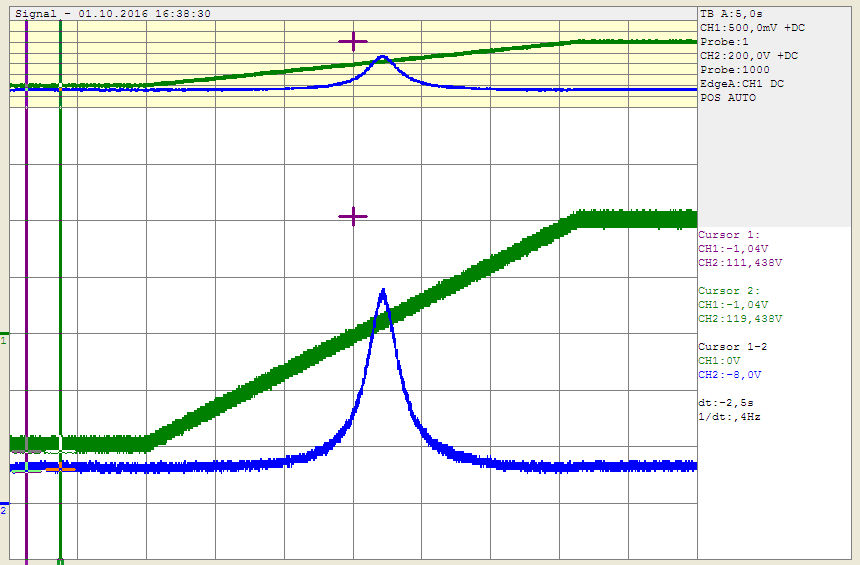 Signal - 01.10.2016 16:38:30
TB A:5,0s
CH1:500,0mV +DC
Probe:1
CH2:200,0V +DC
Probe:1000
EdgeA:CH1 DC
POS AUTO
Cursor 1:
CH1:-1,04V
CH2:111,438V
Cursor 2:
CH1:-1,04V
CH2:119,438V
Cursor 1-2
CH1:0V
CH2:-8,0V
dt:-2,5s
1/dt:,4Hz
1
2